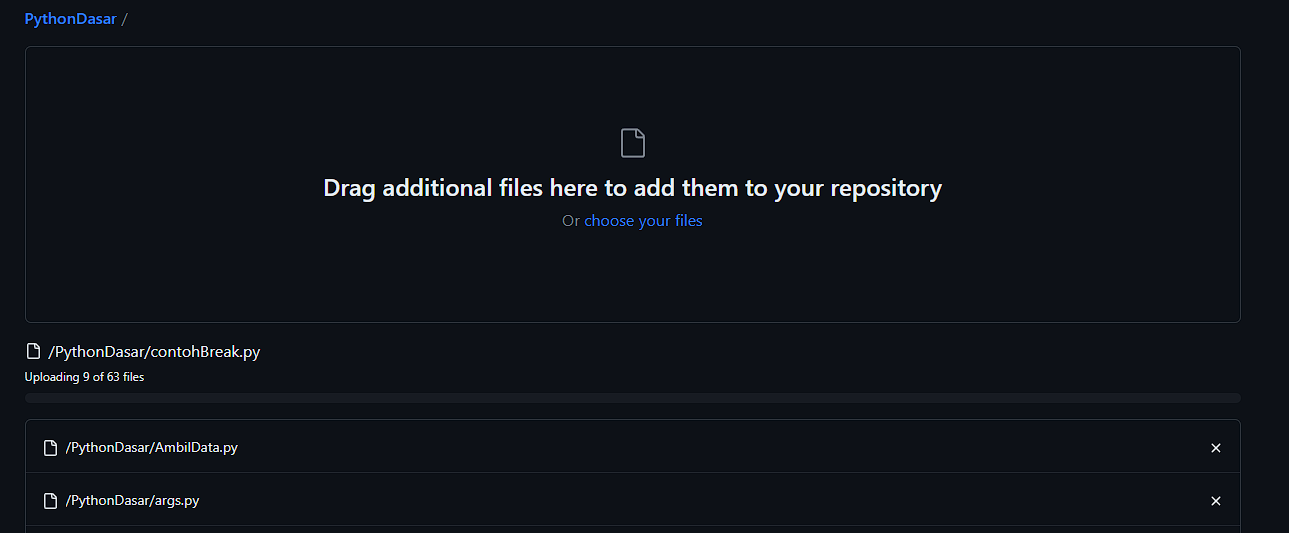 PythonDasar /
Drag additional files here to add them to your repository
Or choose your files
/PythonDasar/contohBreak.py
Uploading 9 of 63 files
/PythonDasar/AmbilData.py
/PythonDasar/args.py